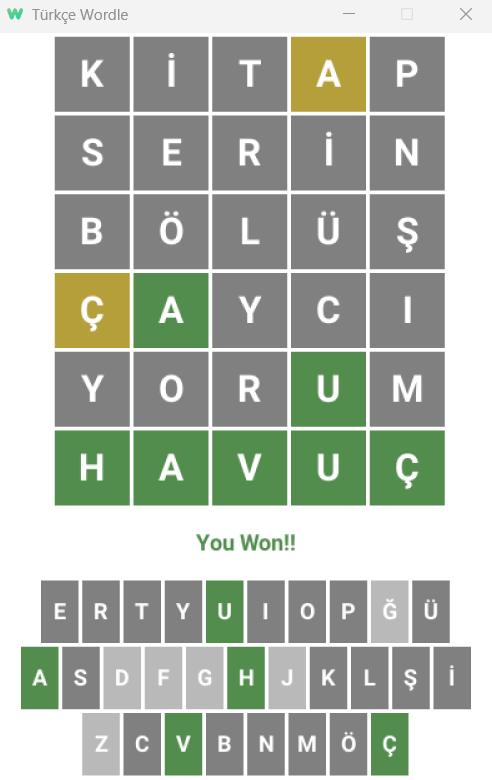 Türkçe Wordle
K İ T A P
S E R İ N
B Ö L Ü Ş
Ç A Y C I
Y O R U M
H A V U Ç
You Won!!
E R T Y U I O P Ğ Ü
A S D F G H J K L Ş İ
Z C V B N M Ö Ç